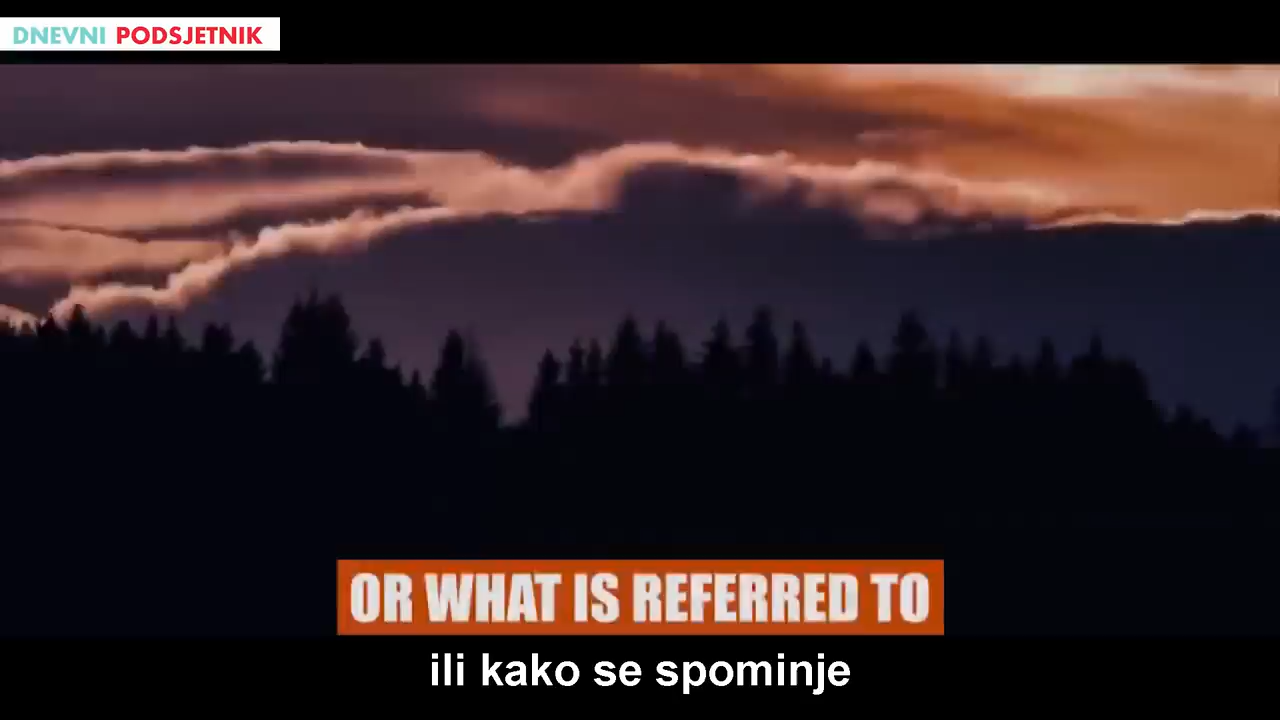 DNEVNI PODSJETNIK
OR WHAT IS REFERRED TO
ili kako se spominje